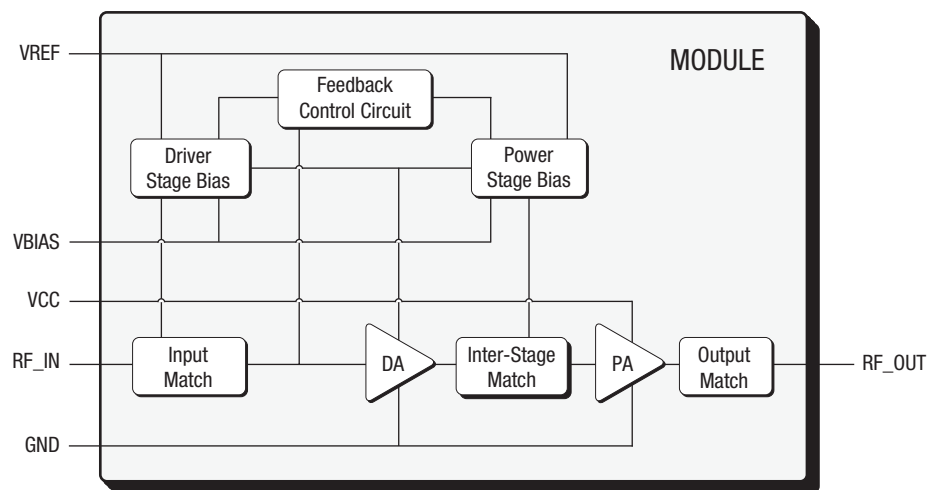 VREF
MODULE
Feedback
Control Circuit
Driver
Stage Bias
Power
Stage Bias
VBIAS
VCC
RF_IN
Input
Match
DA
Inter-Stage
Match
PA
Output
Match
RF_OUT
GND